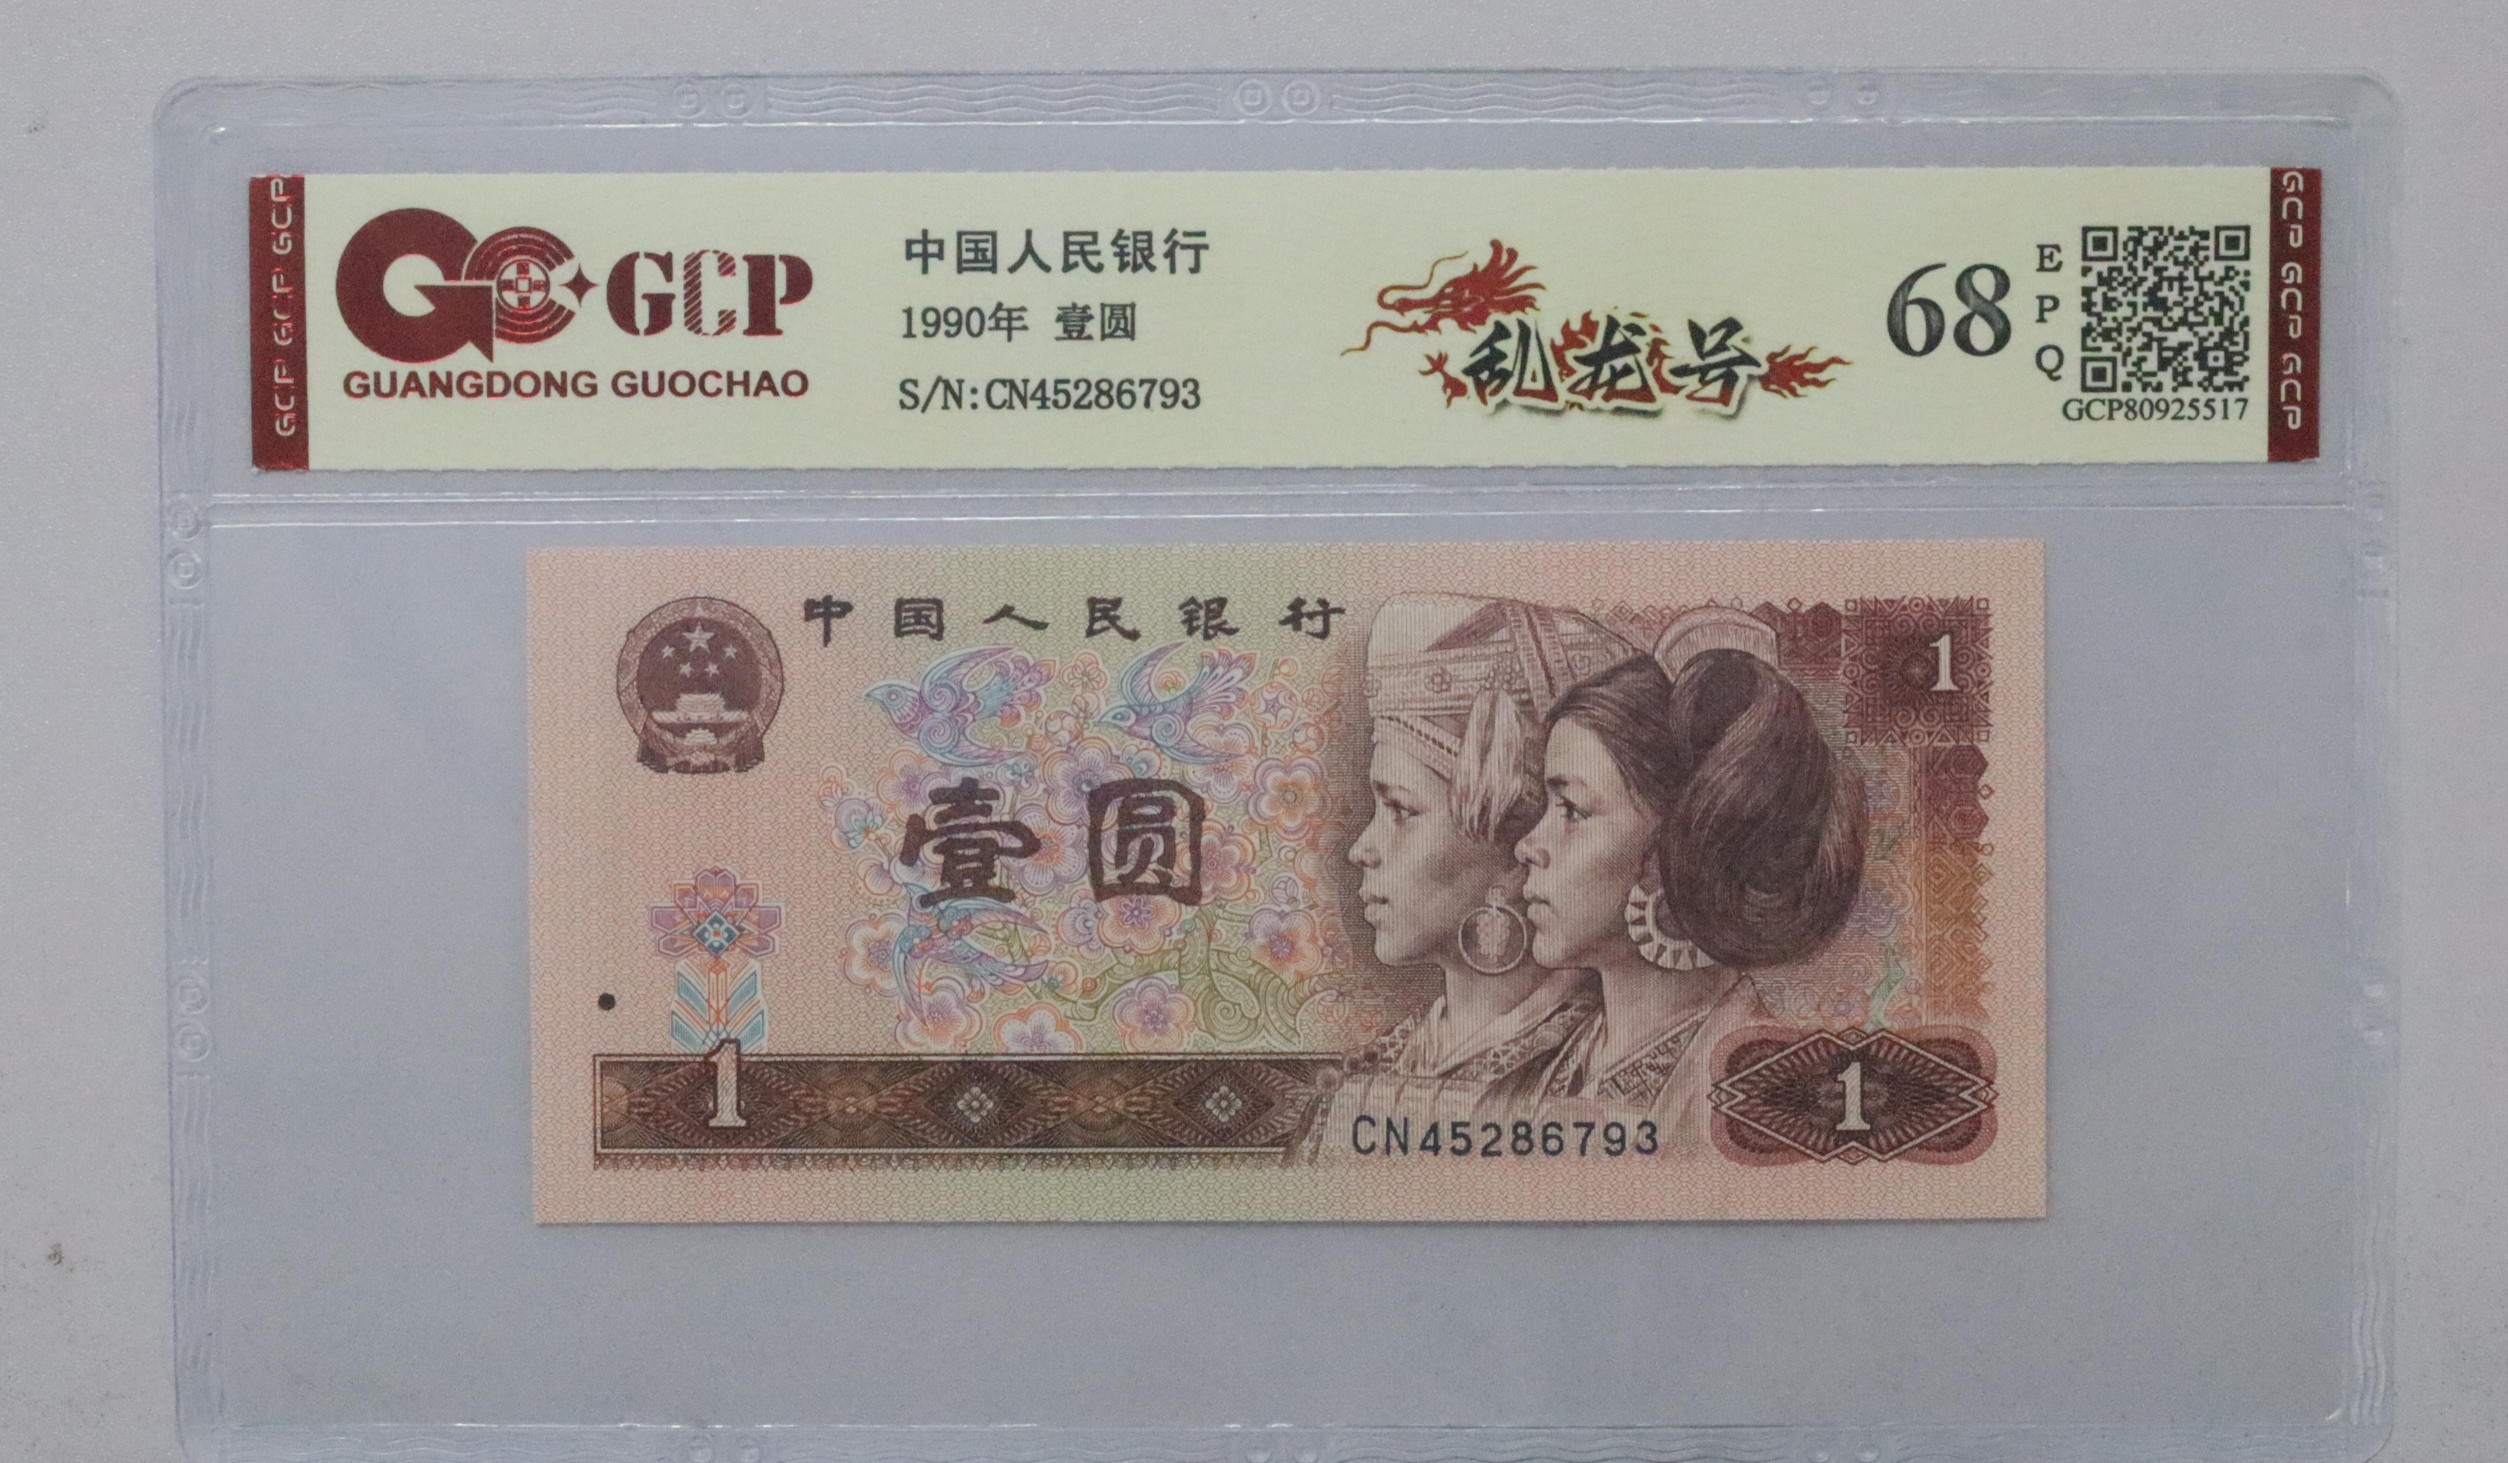 GCP GCP GCP
GCP
GUANGDONG GUOCHAO
中国人民银行
1990年 壹圆
S/N:CN45286793
乱龙号
68
E
P
Q
GCP80925517
GCP GCP GCP
中国人民银行
1
壹圆
1
1
CN45286793